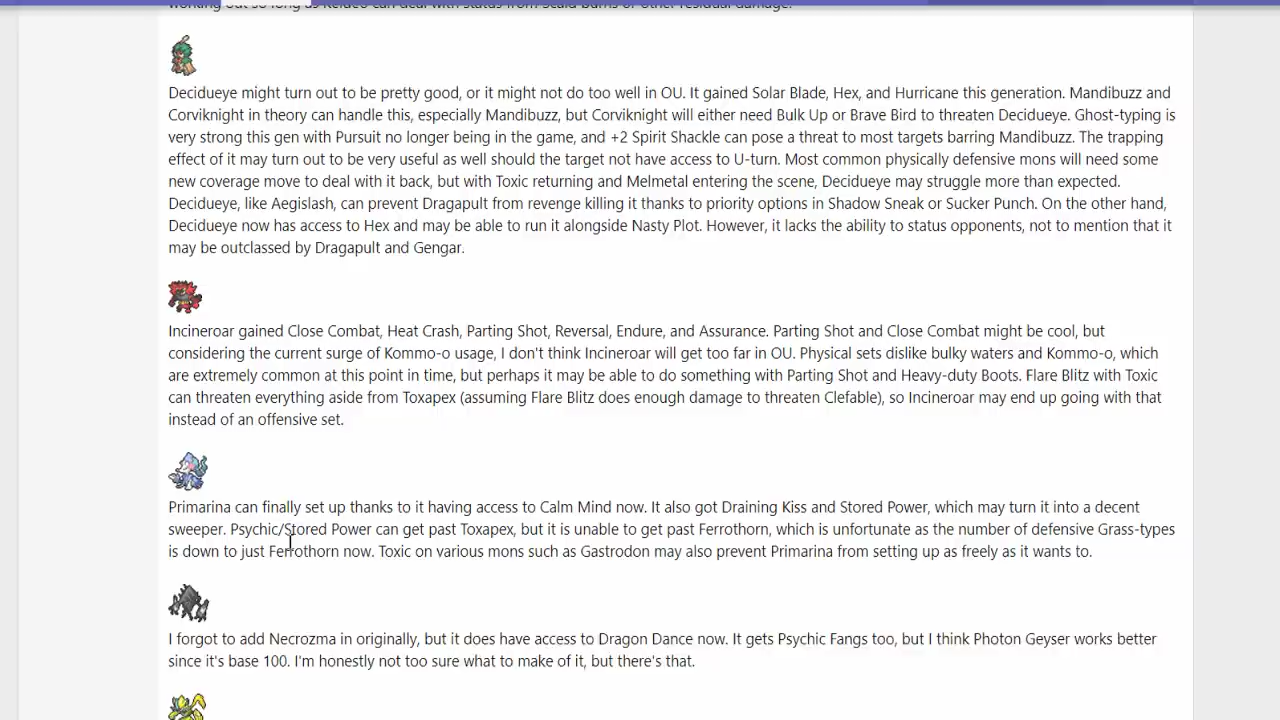 working out so long as Keldeo can deal with status from Scald burns or other residual damage.
Decidueye might turn out to be pretty good, or it might not do too well in OU. It gained Solar Blade, Hex, and Hurricane this generation. Mandibuzz and
Corviknight in theory can handle this, especially Mandibuzz, but Corviknight will either need Bulk Up or Brave Bird to threaten Decidueye. Ghost-typing is
very strong this gen with Pursuit no longer being in the game, and +2 Spirit Shackle can pose a threat to most targets barring Mandibuzz. The trapping
effect of it may turn out to be very useful as well should the target not have access to U-turn. Most common physically defensive mons will need some
new coverage move to deal with it back, but with Toxic returning and Melmetal entering the scene, Decidueye may struggle more than expected.
Decidueye, like Aegislash, can prevent Dragapult from revenge killing it thanks to priority options in Shadow Sneak or Sucker Punch. On the other hand,
Decidueye now has access to Hex and may be able to run it alongside Nasty Plot. However, it lacks the ability to status opponents, not to mention that it
may be outclassed by Dragapult and Gengar.
Incineroar gained Close Combat, Heat Crash, Parting Shot, Reversal, Endure, and Assurance. Parting Shot and Close Combat might be cool, but
considering the current surge of Kommo-o usage, I don't think Incineroar will get too far in OU. Physical sets dislike bulky waters and Kommo-o, which
are extremely common at this point in time, but perhaps it may be able to do something with Parting Shot and Heavy-duty Boots. Flare Blitz with Toxic
can threaten everything aside from Toxapex (assuming Flare Blitz does enough damage to threaten Clefable), so Incineroar may end up going with that
instead of an offensive set.
Primarina can finally set up thanks to it having access to Calm Mind now. It also got Draining Kiss and Stored Power, which may turn it into a decent
sweeper. Psychic/Stored Power can get past Toxapex, but it is unable to get past Ferrothorn, which is unfortunate as the number of defensive Grass-types
is down to just Ferrothorn now. Toxic on various mons such as Gastrodon may also prevent Primarina from setting up as freely as it wants to.
I forgot to add Necrozma in originally, but it does have access to Dragon Dance now. It gets Psychic Fangs too, but I think Photon Geyser works better
since it's base 100. I'm honestly not too sure what to make of it, but there's that.